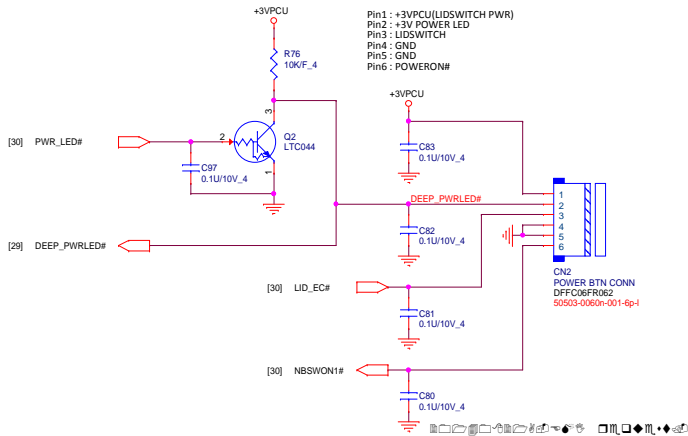 +3VPCU
Pin1 : +3VPCU(LIDSWITCH PWR)
Pin2 : +3V POWER LED
Pin3 : LIDSWITCH
Pin4 : GND
Pin5 : GND
Pin6 : POWERON#
R76
10K/F_4
+3VPCU
3
[30] PWR_LED#
2
Q2
LTC044
C83
0.1U/10V_4
C97
0.1U/10V_4
1
DEEP_PWRLED#
1
2
3
4
5
6
C82
0.1U/10V_4
[29] DEEP_PWRLED#
CN2
POWER BTN CONN
DFFC06FR062
50503-0060n-001-6p-l
[30] LID_EC#
C81
0.1U/10V_4
[30] NBSWON1#
C80
0.1U/10V_4